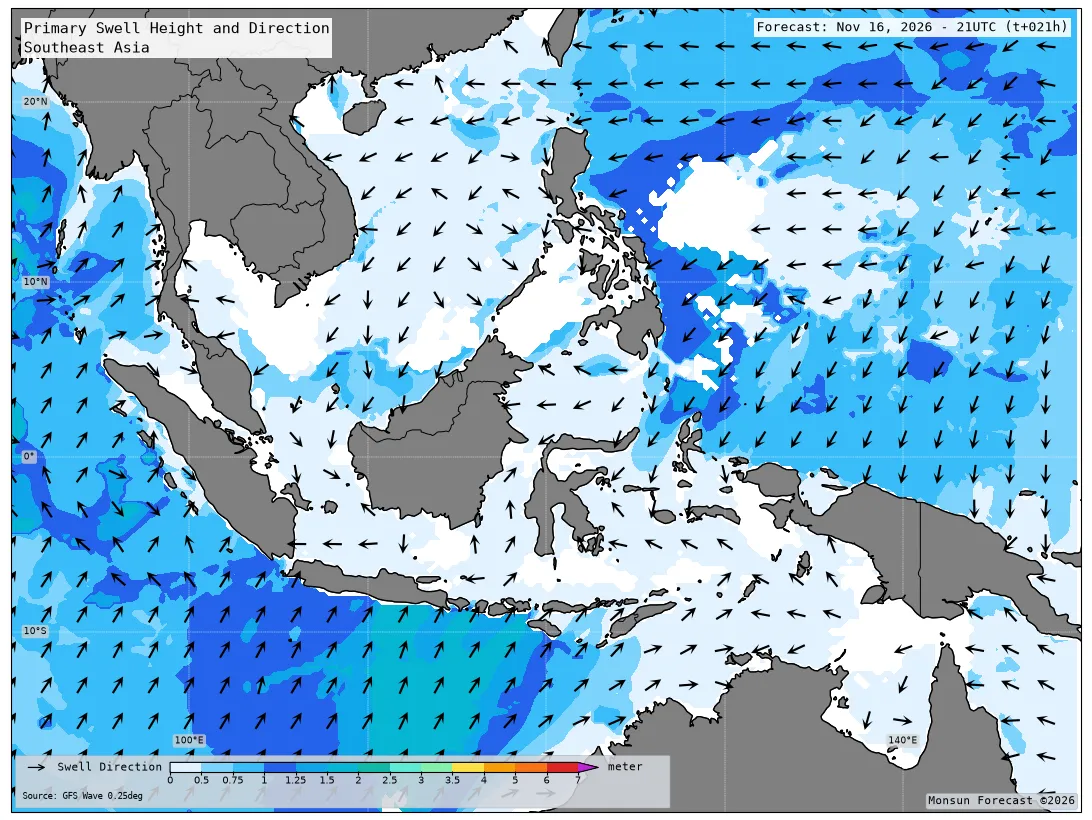 Primary Swell Height and Direction
Southeast Asia
Forecast: Nov 16, 2026 - 21UTC (t+021h)
20°N
10°N
0°
10°S
100°E
140°E
Swell Direction
0 0.5 0.75 1 1.25 1.5 2 2.5 3 3.5 4 5 6 7
meter
Source: GFS Wave 0.25deg
Monsun Forecast ©2026